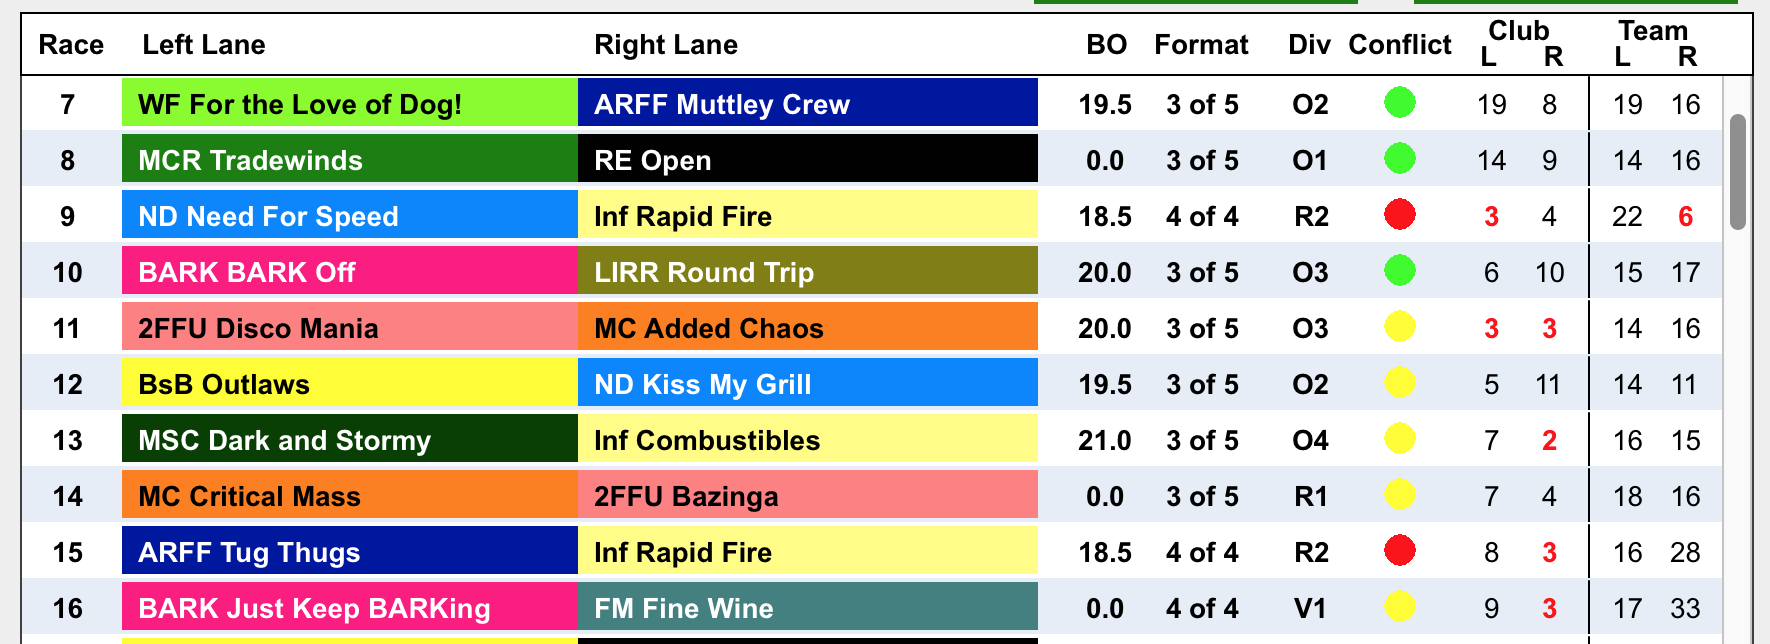 Race Left Lane Right Lane BO Format Div Conflict Club L R Team L R
7 WF For the Love of Dog! ARFF Muttley Crew 19.5 3 of 5 O2 19 8 19 16
8 MCR Tradewinds RE Open 0.0 3 of 5 O1 14 9 14 16
9 ND Need For Speed Inf Rapid Fire 18.5 4 of 4 R2 3 4 22 6
10 BARK BARK Off LIRR Round Trip 20.0 3 of 5 O3 6 10 15 17
11 2FFU Disco Mania MC Added Chaos 20.0 3 of 5 O3 3 3 14 16
12 BsB Outlaws ND Kiss My Grill 19.5 3 of 5 O2 5 11 14 11
13 MSC Dark and Stormy Inf Combustibles 21.0 3 of 5 O4 7 2 16 15
14 MC Critical Mass 2FFU Bazinga 0.0 3 of 5 R1 7 4 18 16
15 ARFF Tug Thugs Inf Rapid Fire 18.5 4 of 4 R2 8 3 16 28
16 BARK Just Keep BARKing FM Fine Wine 0.0 4 of 4 V1 9 3 17 33